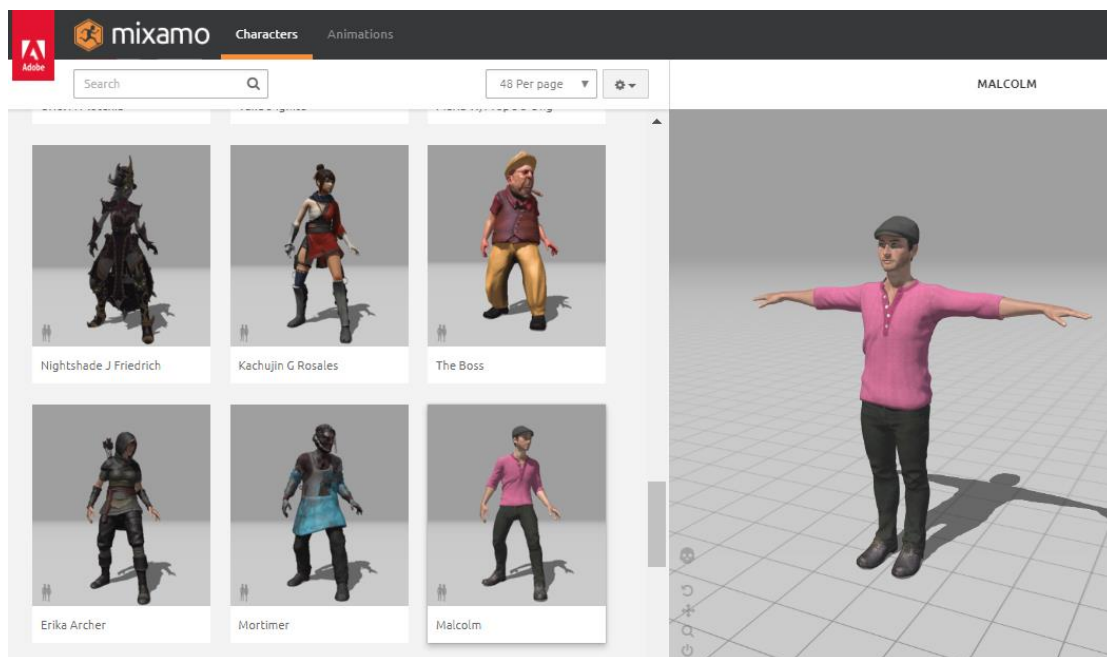 Adobe
mixamo
Characters
Animations
Search
48 Per page
MALCOLM
Nightshade J Friedrich
Kachujin G Rosales
The Boss
Erika Archer
Mortimer
Malcolm